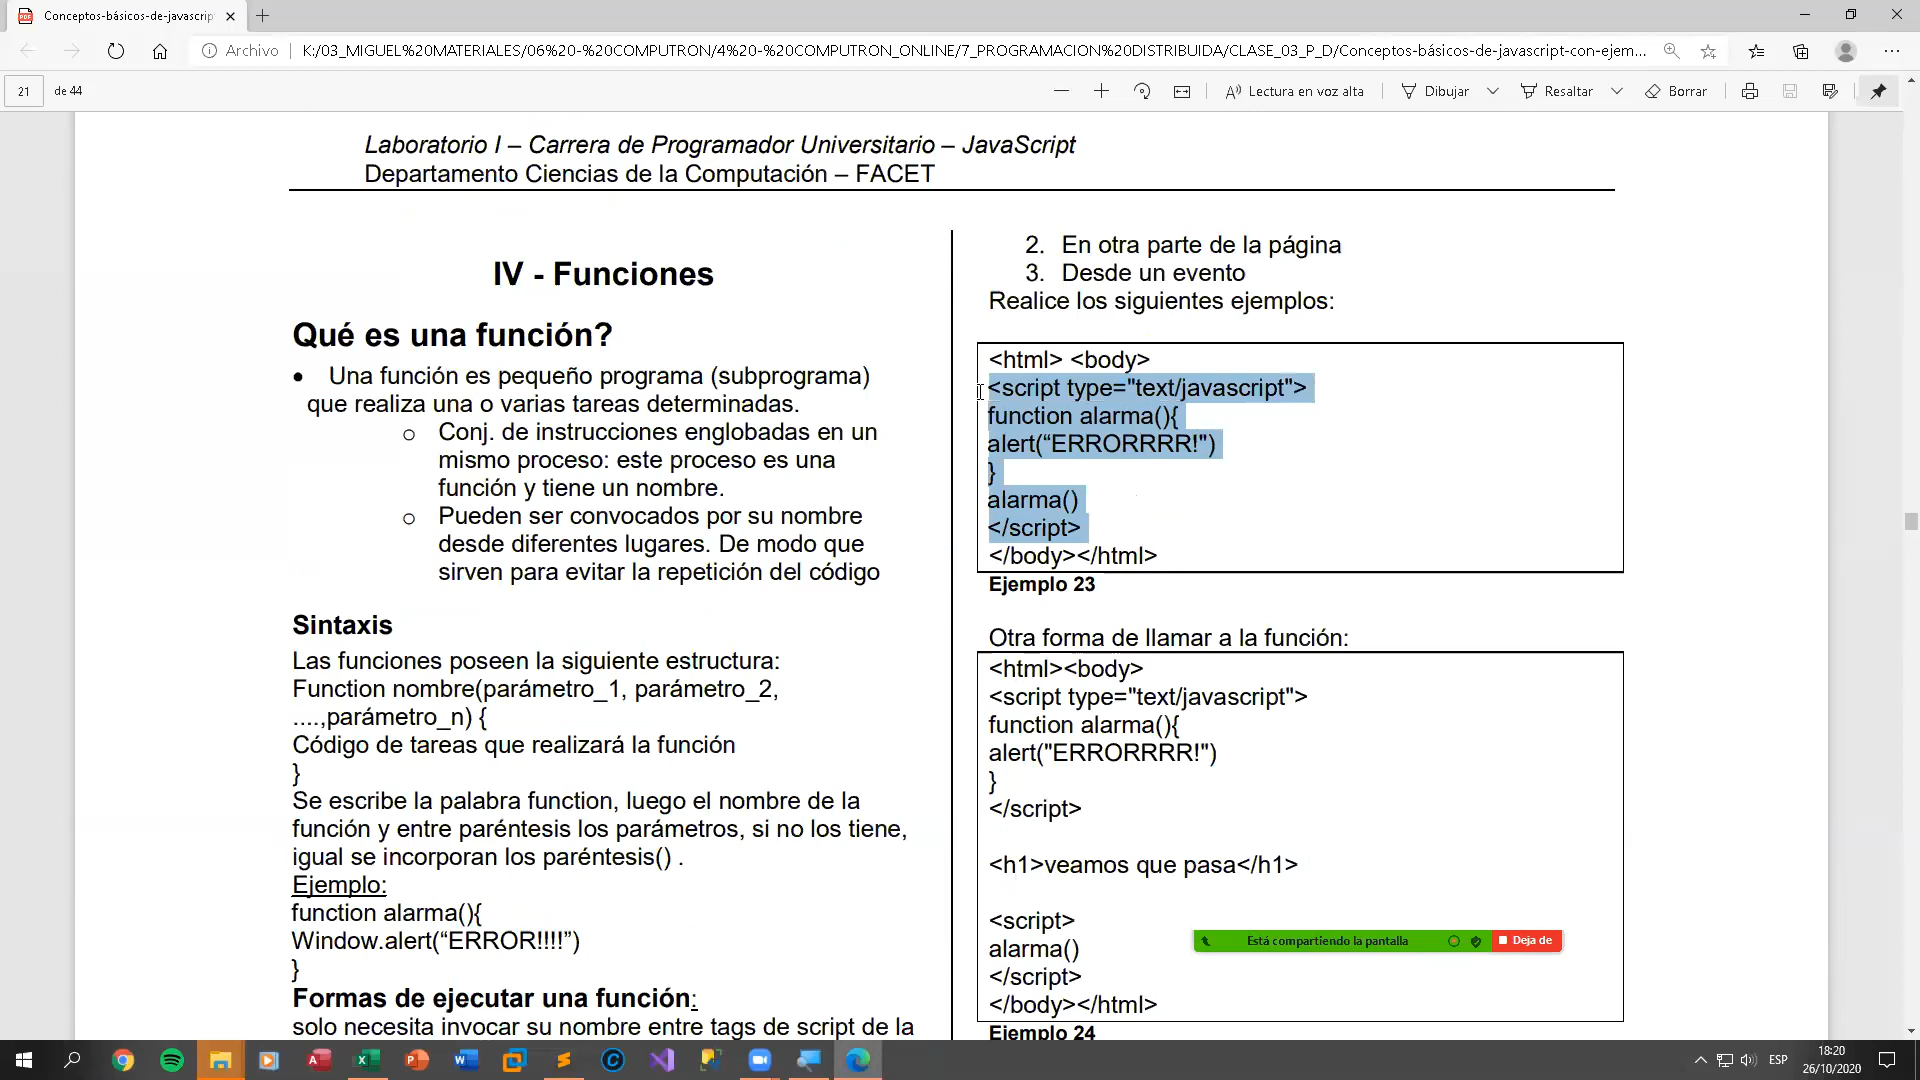 Conceptos-básicos-de-javascrip
Archivo
K:/03_MIGUEL%20MATERIALES/06%20-%20COMPUTRON/4%20-%20COMPUTRON_ONLINE/7_PROGRAMACION%20DISTRIBUIDA/CLASE_03_P_D/Conceptos-básicos-de-javascript-con-ejem...
21
de 44
Lectura en voz alta
Dibujar
Resaltar
Borrar
Laboratorio I – Carrera de Programador Universitario – JavaScript
Departamento Ciencias de la Computación – FACET
IV - Funciones
Qué es una función?
• Una función es pequeño programa (subprograma)
que realiza una o varias tareas determinadas.
o Conj. de instrucciones englobadas en un
mismo proceso: este proceso es una
función y tiene un nombre.
o Pueden ser convocados por su nombre
desde diferentes lugares. De modo que
sirven para evitar la repetición del código
Sintaxis
Las funciones poseen la siguiente estructura:
Function nombre(parámetro_1, parámetro_2,
....,parámetro_n) {
Código de tareas que realizará la función
}
Se escribe la palabra function, luego el nombre de la
función y entre paréntesis los parámetros, si no los tiene,
igual se incorporan los paréntesis() .
Ejemplo:
function alarma(){
Window.alert(“ERROR!!!!”)
}
Formas de ejecutar una función:
solo necesita invocar su nombre entre tags de script de la
2. En otra parte de la página
3. Desde un evento
Realice los siguientes ejemplos:
<html> <body>
<script type="text/javascript">
function alarma(){
alert(“ERRORRRR!")
}
alarma()
</script>
</body></html>
Ejemplo 23
Otra forma de llamar a la función:
<html><body>
<script type="text/javascript">
function alarma(){
alert("ERRORRRR!")
}
</script>
<h1>veamos que pasa</h1>
<script>
alarma()
</script>
</body></html>
Ejemplo 24
Está compartiendo la pantalla
Deja de
ESP
18:20
26/10/2020